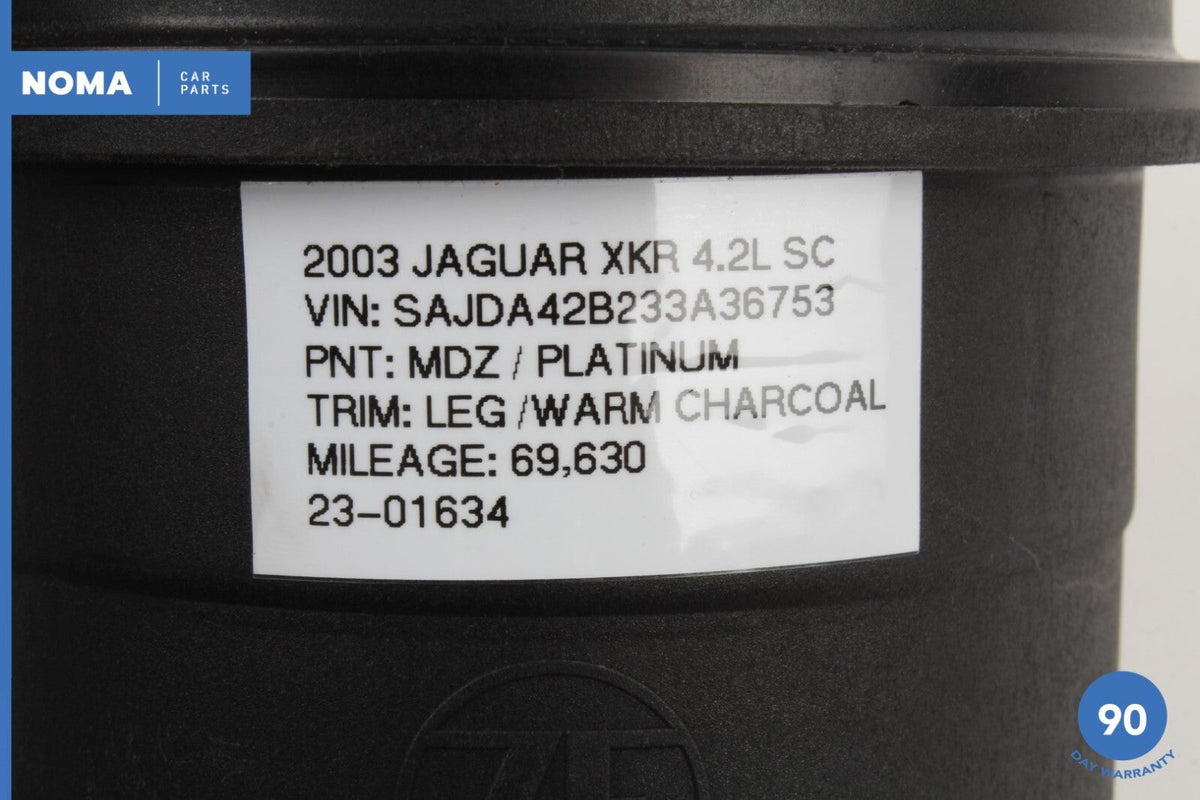 NOMA
CAR
PARTS
2003 JAGUAR XKR 4.2L SC
VIN: SAJDA42B233A36753
PNT: MDZ / PLATINUM
TRIM: LEG /WARM CHARCOAL
MILEAGE: 69,630
23-01634
90
DAY WARRANTY